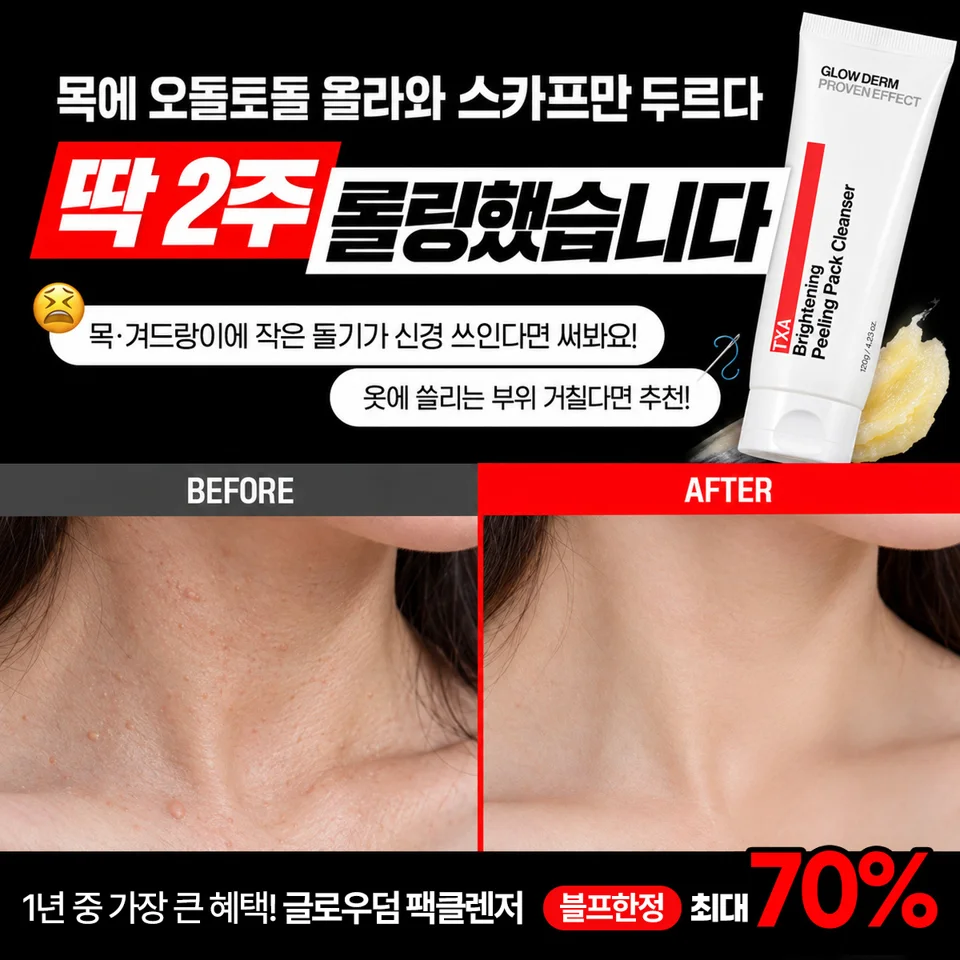 목에 오돌토돌 올라와 스카프만 두르다
딱 2주 롤링했습니다
목·겨드랑이에 작은 돌기가 신경 쓰인다면 써봐요!
옷에 쓸리는 부위 거칠다면 추천!
GLOW DERM
PROVEN EFFECT
TXA
Brightening
Peeling Pack Cleanser
120g / 4.23 oz.
BEFORE
AFTER
1년 중 가장 큰 혜택! 글로우덤 팩클렌저 블프한정 최대 70%